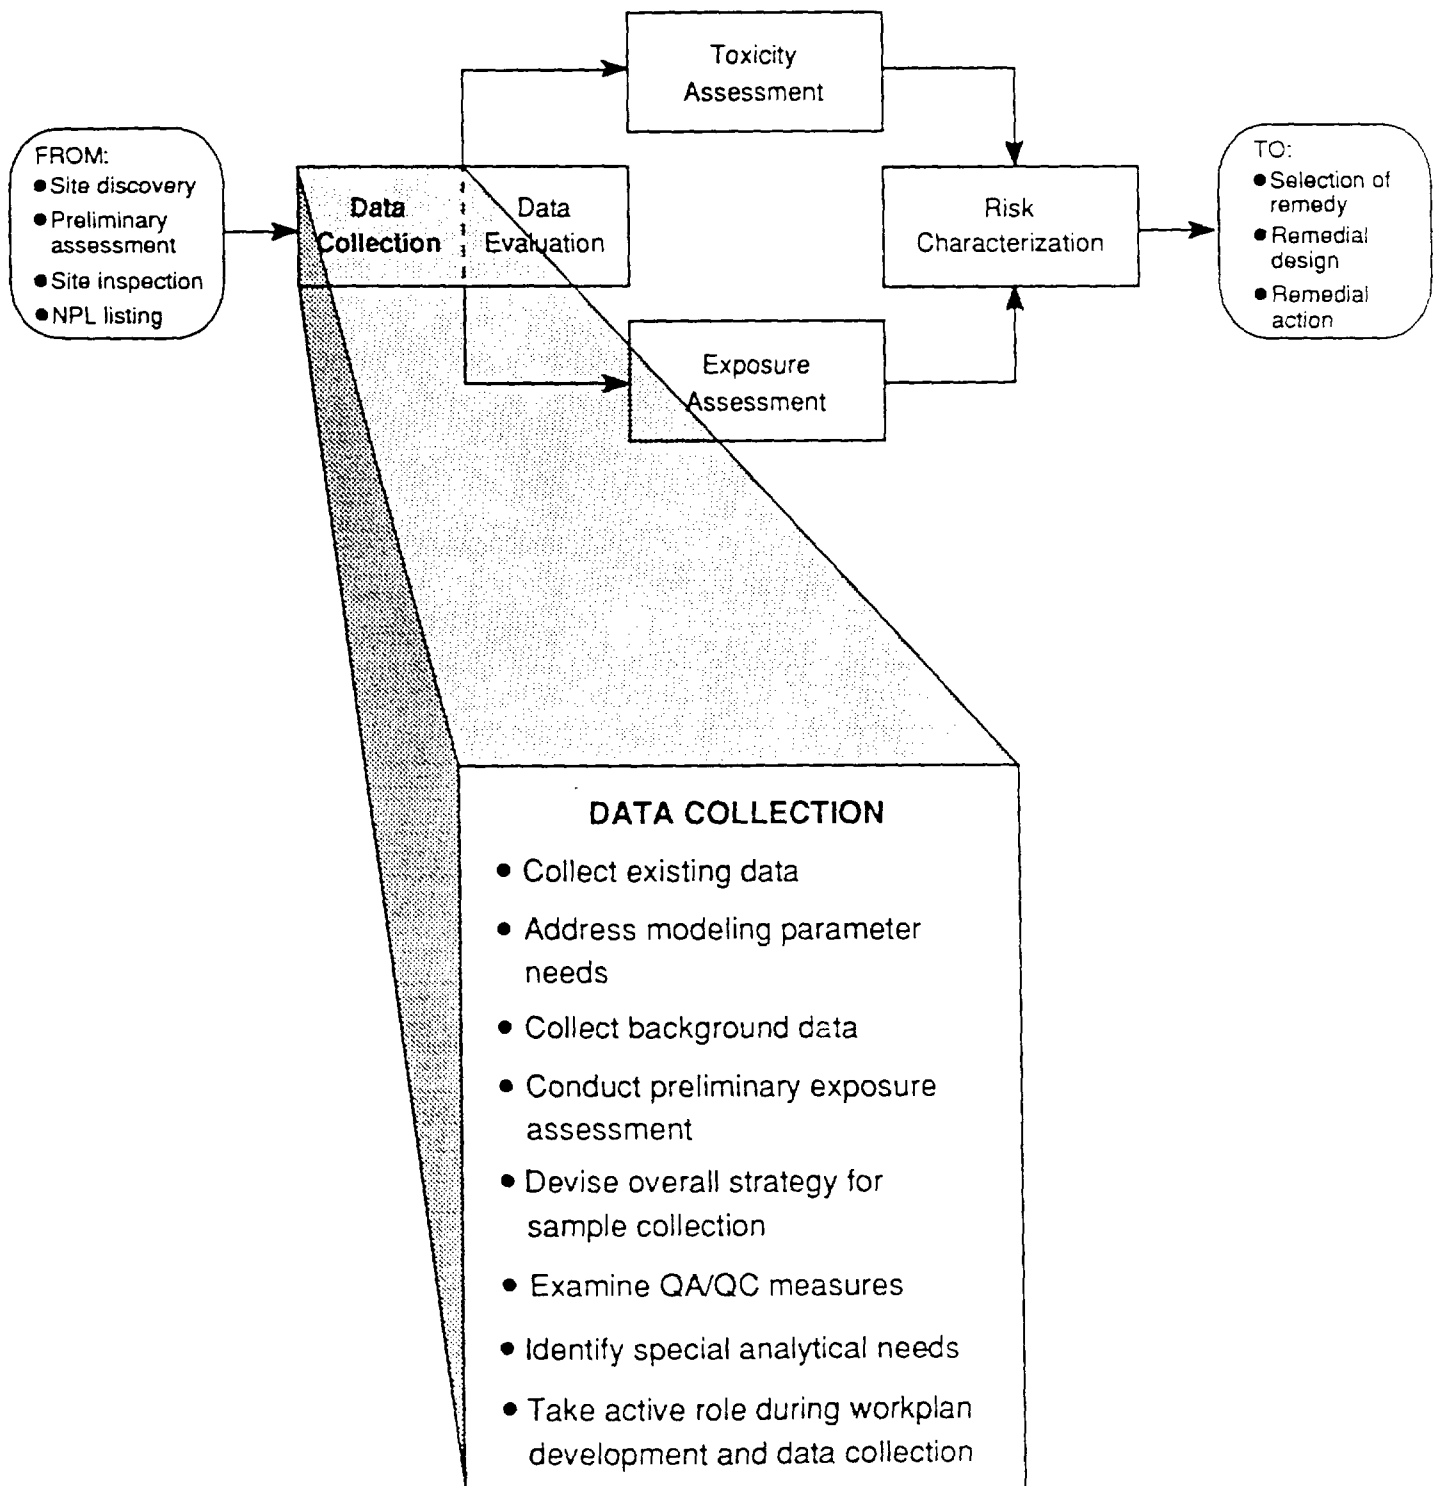 Toxicity
Assessment
FROM:
● Site discovery
● Preliminary
assessment
● Site inspection
● NPL listing
Data
Collection
Data
Evaluation
Risk
Characterization
TO:
● Selection of
remedy
● Remedial
design
● Remedial
action
Exposure
Assessment
DATA COLLECTION
● Collect existing data
● Address modeling parameter
needs
● Collect background data
● Conduct preliminary exposure
assessment
● Devise overall strategy for
sample collection
● Examine QA/QC measures
● Identify special analytical needs
● Take active role during workplan
development and data collection